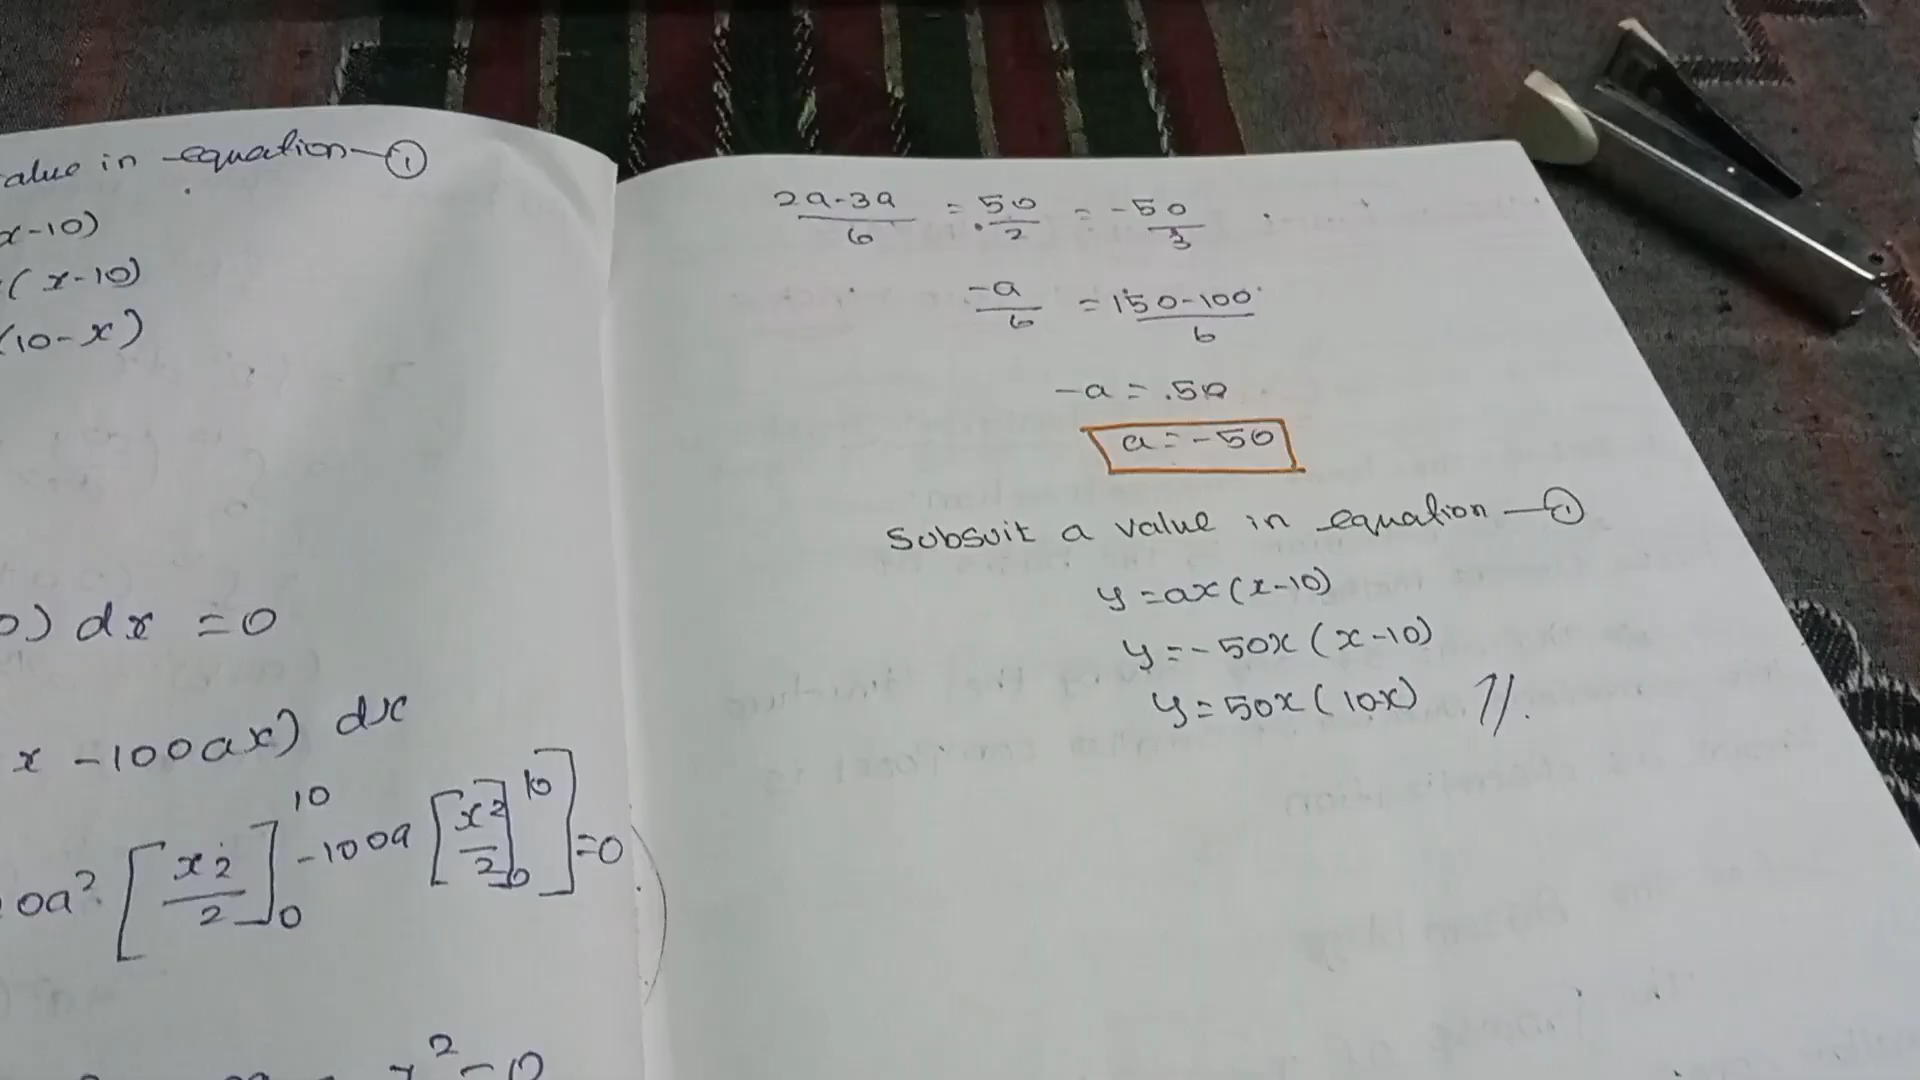 alue in equation-①
x-10)
(x-10)
(10-x)
) dx =0
x -100ax) dx
0a² [x2/2]10 0 -100a [x2/2]10 0]=0
2a-3a/6 = 50/2 = -50/3
-a/6 = 150-100/6
-a = 50
a = -50
Subsuit a value in equation-①
y=ax(x-10)
y=-50x(x-10)
y=50x(10-x) //.